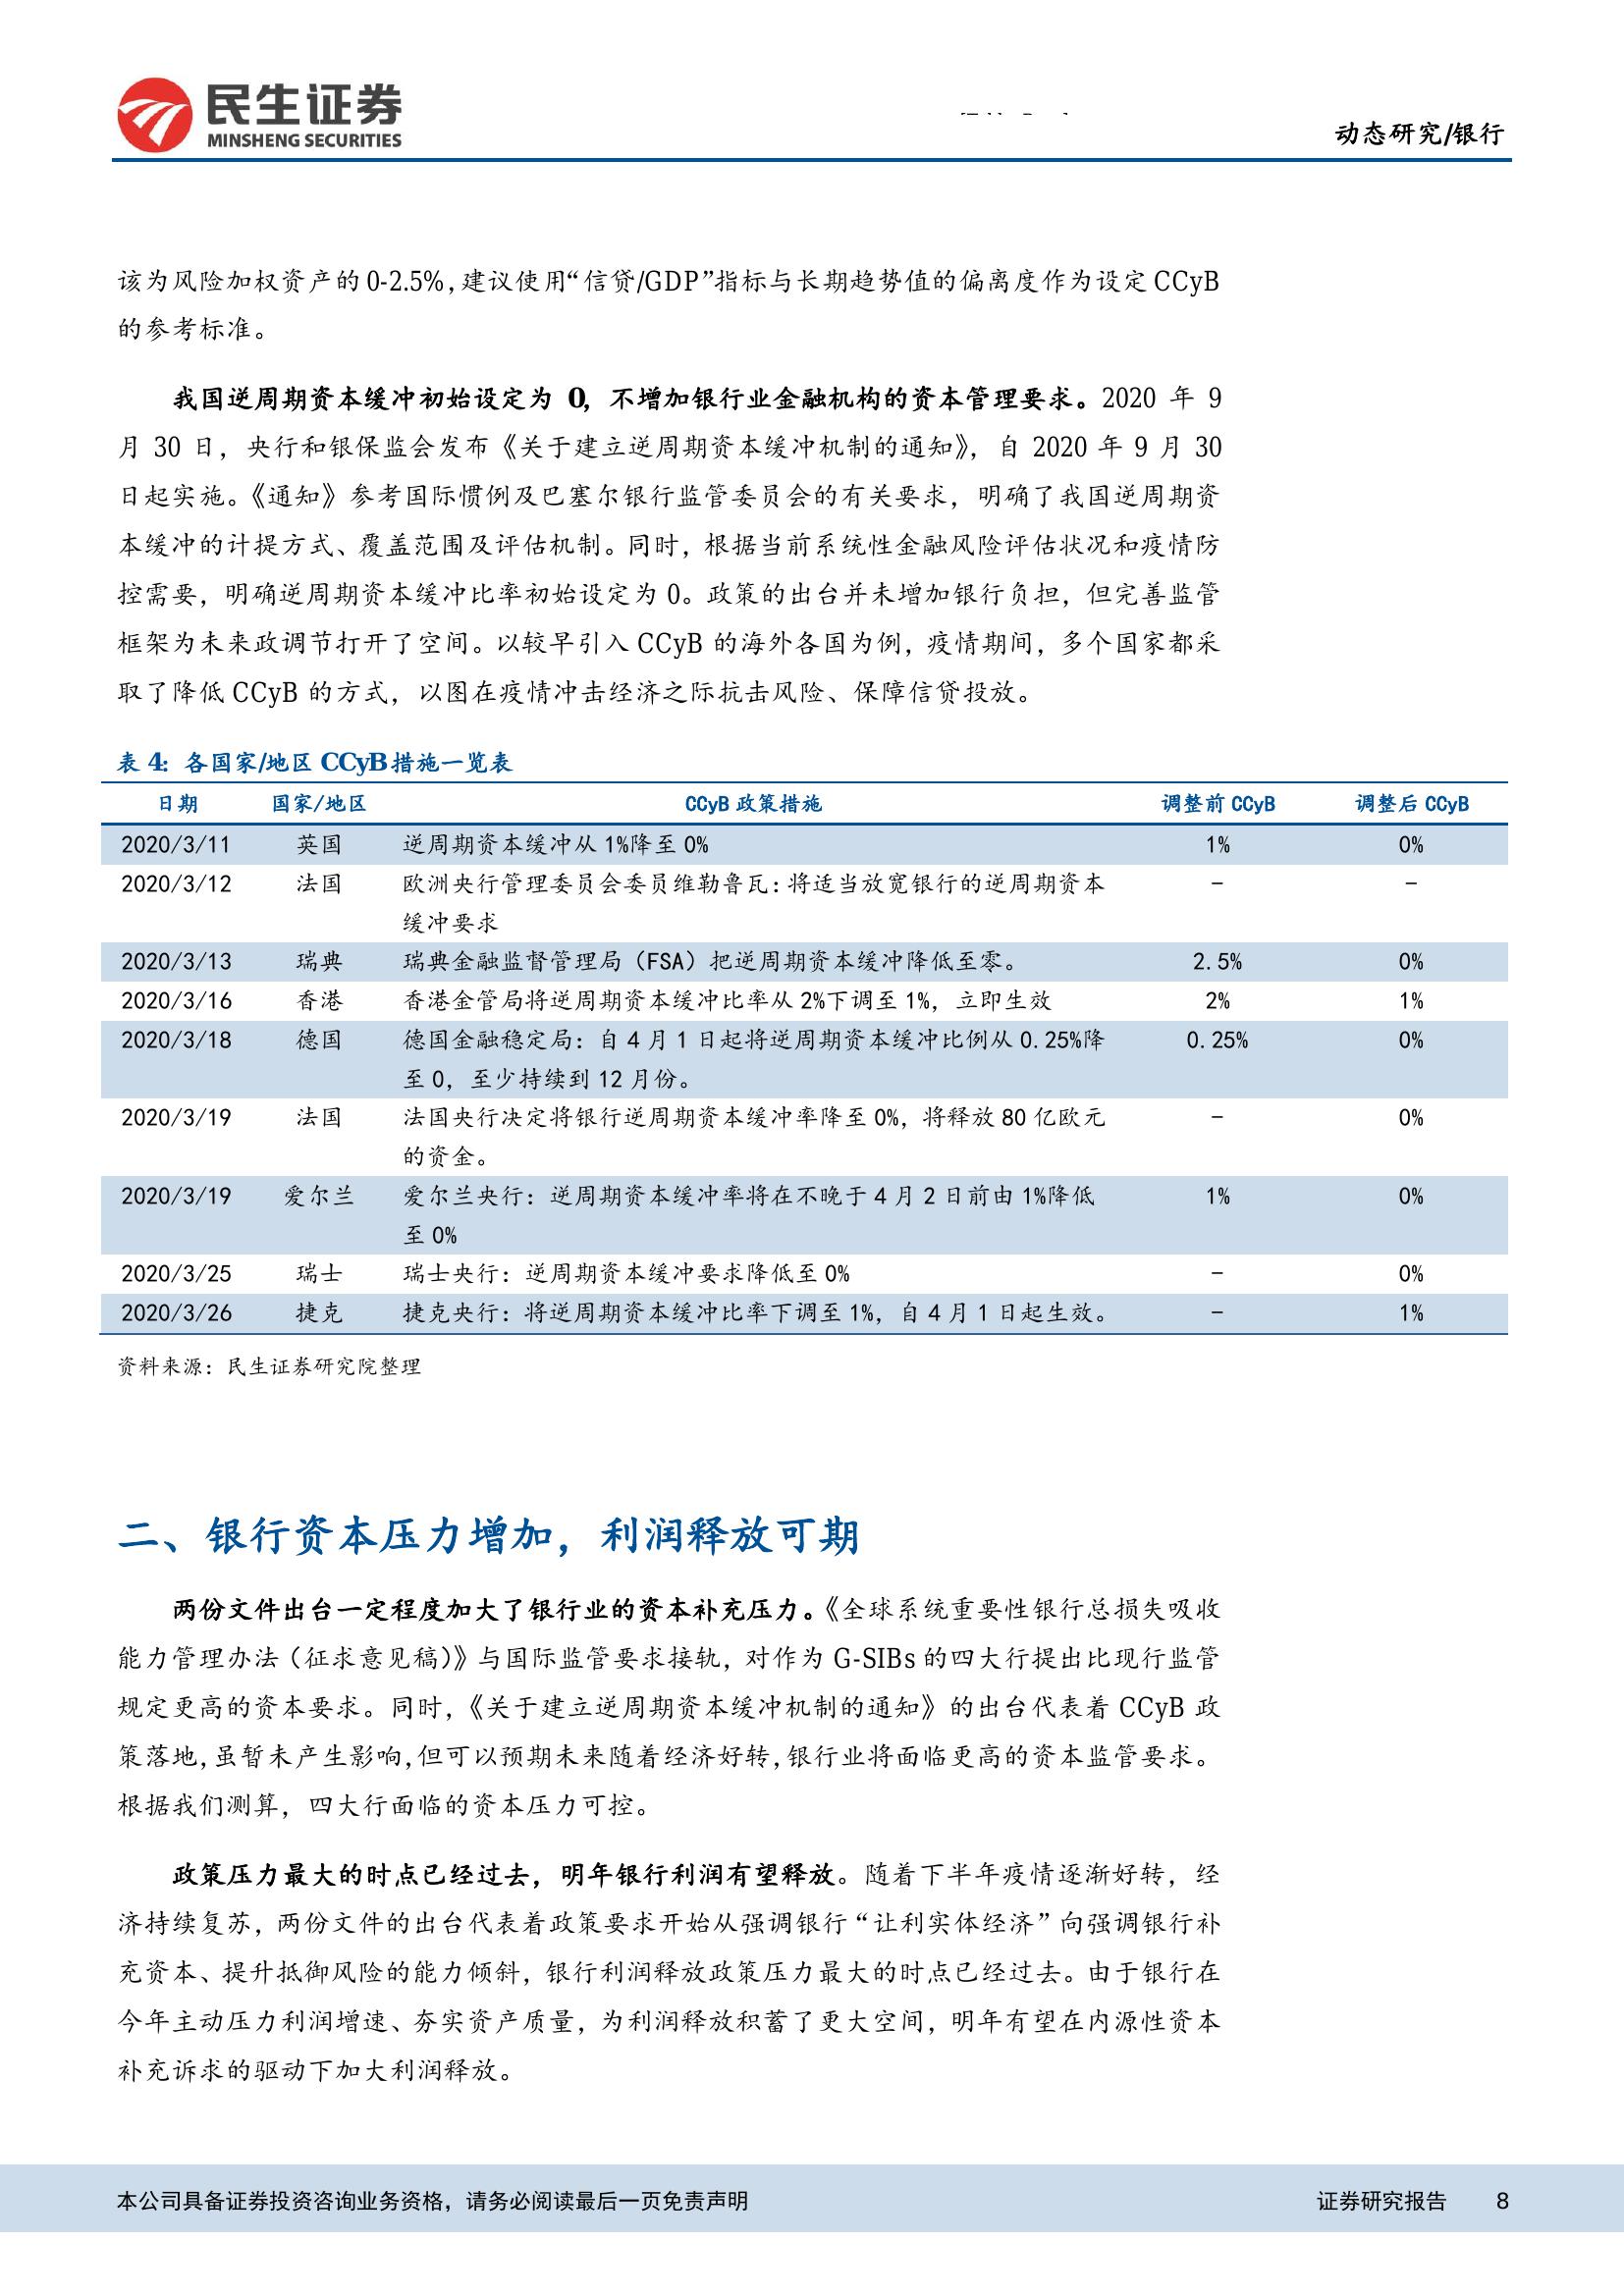 民生证券
MINSHENG SECURITIES
动态研究/银行
该为风险加权资产的0-2.5%,建议使用“信贷/GDP”指标与长期趋势值的偏离度作为设定 CCyB
的参考标准。
我国逆周期资本缓冲初始设定为 0，不增加银行业金融机构的资本管理要求。2020 年 9
月 30 日，央行和银保监会发布《关于建立逆周期资本缓冲机制的通知》，自 2020 年 9 月 30
日起实施。《通知》参考国际惯例及巴塞尔银行监管委员会的有关要求，明确了我国逆周期资
本缓冲的计提方式、覆盖范围及评估机制。同时，根据当前系统性金融风险评估状况和疫情防
控需要，明确逆周期资本缓冲比率初始设定为 0。政策的出台并未增加银行负担，但完善监管
框架为未来政调节打开了空间。以较早引入 CCyB 的海外各国为例，疫情期间，多个国家都采
取了降低 CCyB 的方式，以图在疫情冲击经济之际抗击风险、保障信贷投放。
表 4：各国家/地区 CCyB 措施一览表
日期 国家/地区 CCyB 政策措施 调整前 CCyB 调整后 CCyB
2020/3/11 英国 逆周期资本缓冲从 1%降至 0% 1% 0%
2020/3/12 法国 欧洲央行管理委员会委员维勒鲁瓦:将适当放宽银行的逆周期资本 - -
缓冲要求
2020/3/13 瑞典 瑞典金融监督管理局（FSA）把逆周期资本缓冲降低至零。 2.5% 0%
2020/3/16 香港 香港金管局将逆周期资本缓冲比率从 2%下调至 1%，立即生效 2% 1%
2020/3/18 德国 德国金融稳定局：自 4 月 1 日起将逆周期资本缓冲比例从 0.25%降 0.25% 0%
至 0，至少持续到 12 月份。
2020/3/19 法国 法国央行决定将银行逆周期资本缓冲率降至 0%，将释放 80 亿欧元 - 0%
的资金。
2020/3/19 爱尔兰 爱尔兰央行：逆周期资本缓冲率将在不晚于 4 月 2 日前由 1%降低 1% 0%
至 0%
2020/3/25 瑞士 瑞士央行：逆周期资本缓冲要求降低至 0% - 0%
2020/3/26 捷克 捷克央行：将逆周期资本缓冲比率下调至 1%，自 4 月 1 日起生效。 - 1%
资料来源：民生证券研究院整理
二、银行资本压力增加，利润释放可期
两份文件出台一定程度加大了银行业的资本补充压力。《全球系统重要性银行总损失吸收
能力管理办法（征求意见稿）》与国际监管要求接轨，对作为 G-SIBs 的四大行提出比现行监管
规定更高的资本要求。同时，《关于建立逆周期资本缓冲机制的通知》的出台代表着 CCyB 政
策落地,虽暂未产生影响,但可以预期未来随着经济好转,银行业将面临更高的资本监管要求。
根据我们测算，四大行面临的资本压力可控。
政策压力最大的时点已经过去，明年银行利润有望释放。随着下半年疫情逐渐好转，经
济持续复苏，两份文件的出台代表着政策要求开始从强调银行“让利实体经济”向强调银行补
充资本、提升抵御风险的能力倾斜，银行利润释放政策压力最大的时点已经过去。由于银行在
今年主动压力利润增速、夯实资产质量，为利润释放积蓄了更大空间，明年有望在内源性资本
补充诉求的驱动下加大利润释放。
本公司具备证券投资咨询业务资格，请务必阅读最后一页免责声明 证券研究报告 8